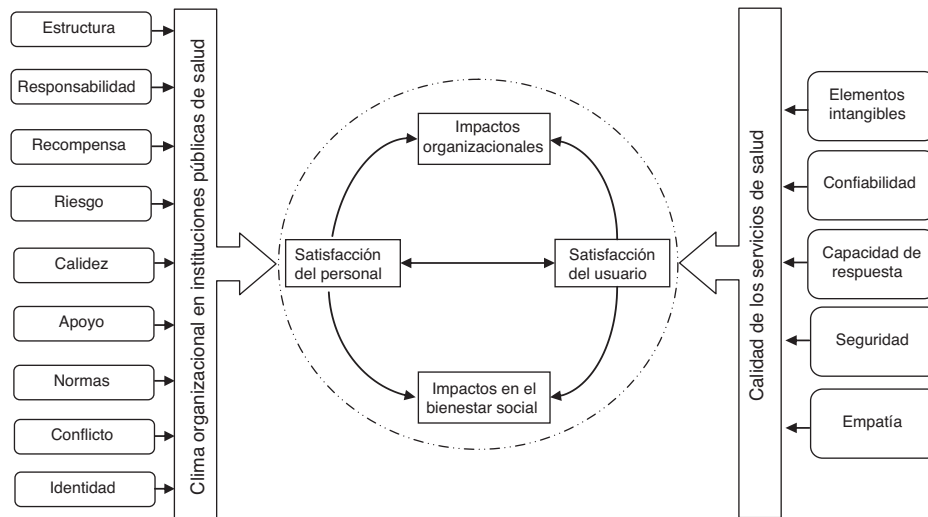 Estructura
Responsabilidad
Recompensa
Riesgo
Calidez
Apoyo
Normas
Conflicto
Identidad
Clima organizacional en instituciones públicas de salud
Impactos
organizacionales
Satisfacción
del personal
Satisfacción
del usuario
Impactos en el
bienestar social
Calidad de los servicios de salud
Elementos
intangibles
Confiabilidad
Capacidad de
respuesta
Seguridad
Empatía